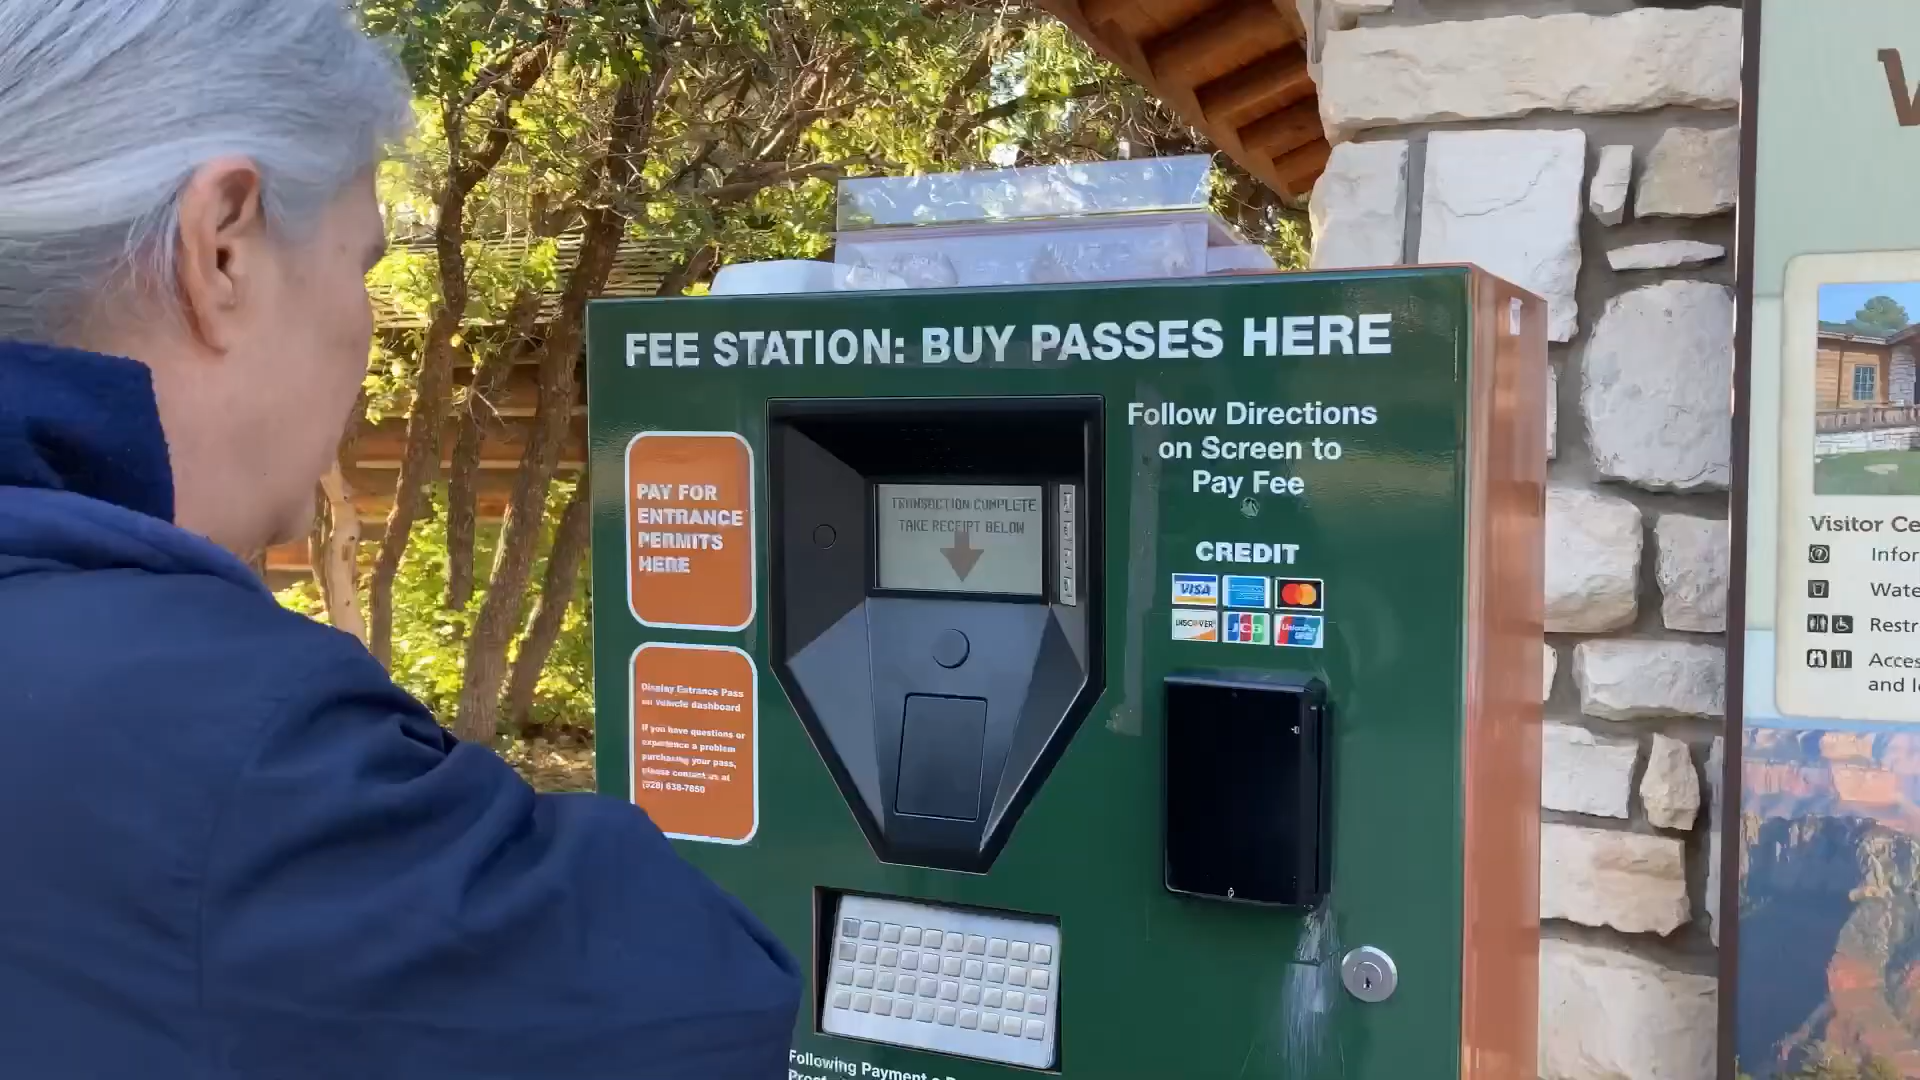 FEE STATION: BUY PASSES HERE
PAY FOR
ENTRANCE
PERMITS
HERE
TRANSACTION COMPLETE
TAKE RECEIPT BELOW
Follow Directions
on Screen to
Pay Fee
CREDIT
VISA
DISCOVER
JCB
UnionPay
Display Entrance Pass
on vehicle dashboard
If you have questions or
experience a problem
purchasing your pass,
please contact us at
(928) 638-7850
Following Payment
Visitor Ce
Infor
Wate
Restr
Acces
and l